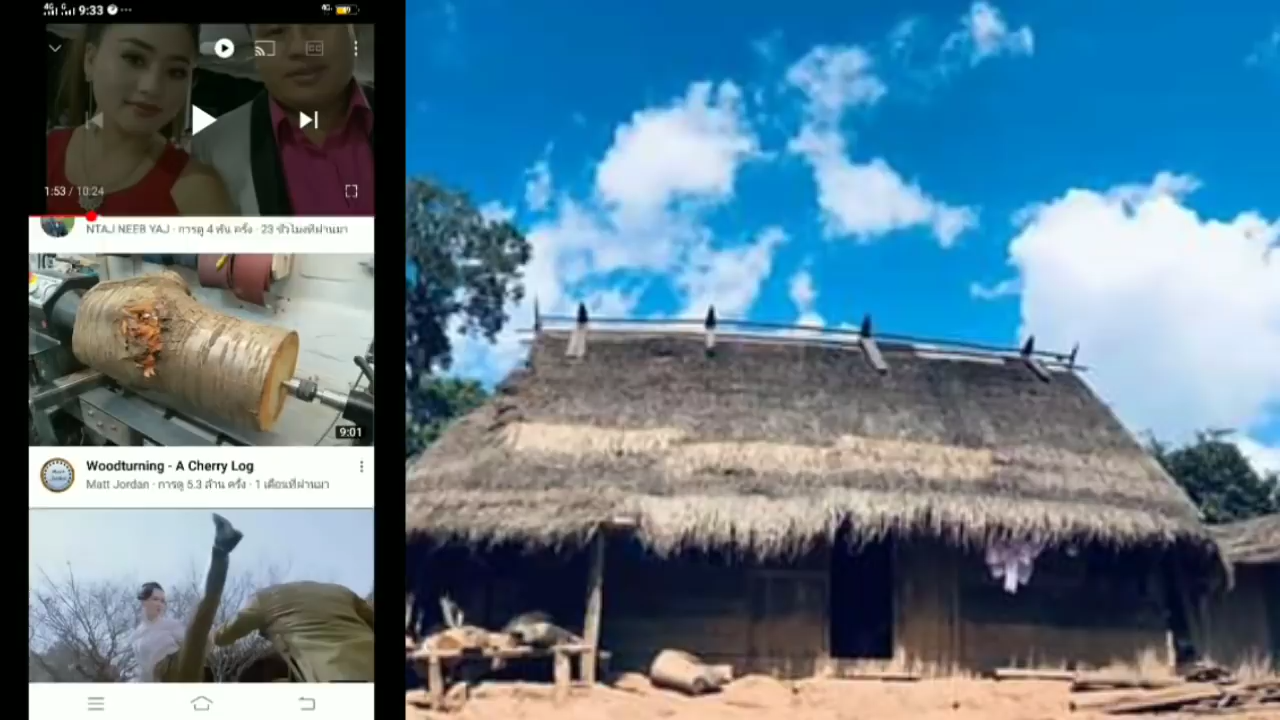 9:33
1:53 / 10:24
NTAJ NEEB YAJ · การดู 4 พัน ครั้ง · 23 ชั่วโมงที่ผ่านมา
9:01
Woodturning - A Cherry Log
Matt Jordan · การดู 5.3 ล้าน ครั้ง · 1 เดือนที่ผ่านมา